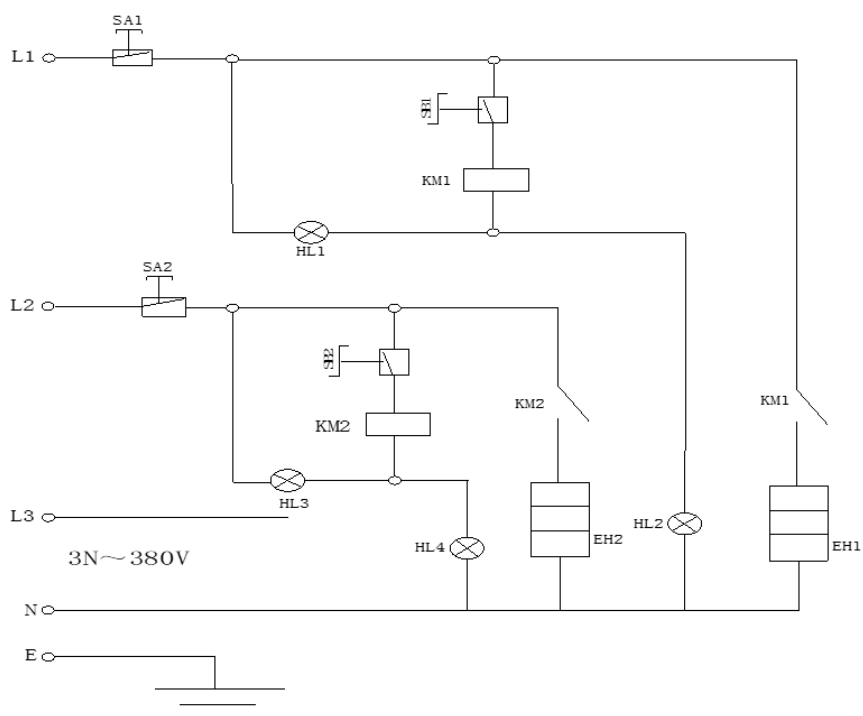 SA1
L1
SB1
KM1
HL1
SA2
L2
SB2
KM2
KM2
KM1
HL3
L3
HL2
HL4
EH2
EH1
3N～380V
N
E